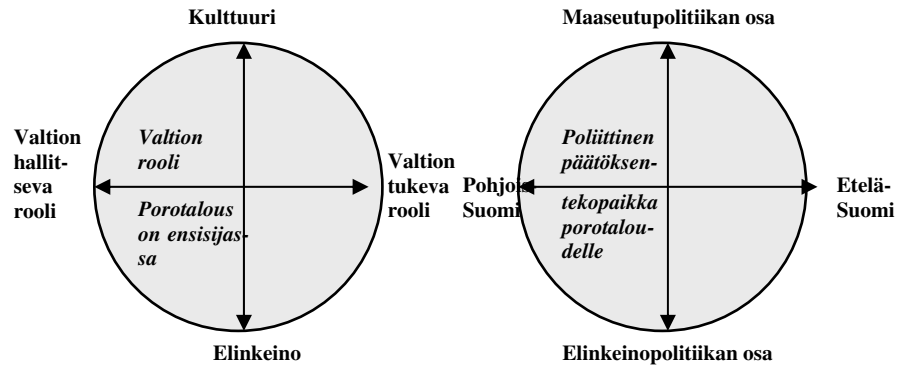 Kulttuuri
Maaseutupolitiikan osa
Valtion
hallit-
seva
rooli
Valtion
rooli
Porotalous
on ensisijas-
sa
Valtion
tukeva
rooli
Elinkeino
Pohjois
Suomi
Poliittinen
päätöksen-
tekopaikka
porotalou-
delle
Etelä-
Suomi
Elinkeinopolitiikan osa